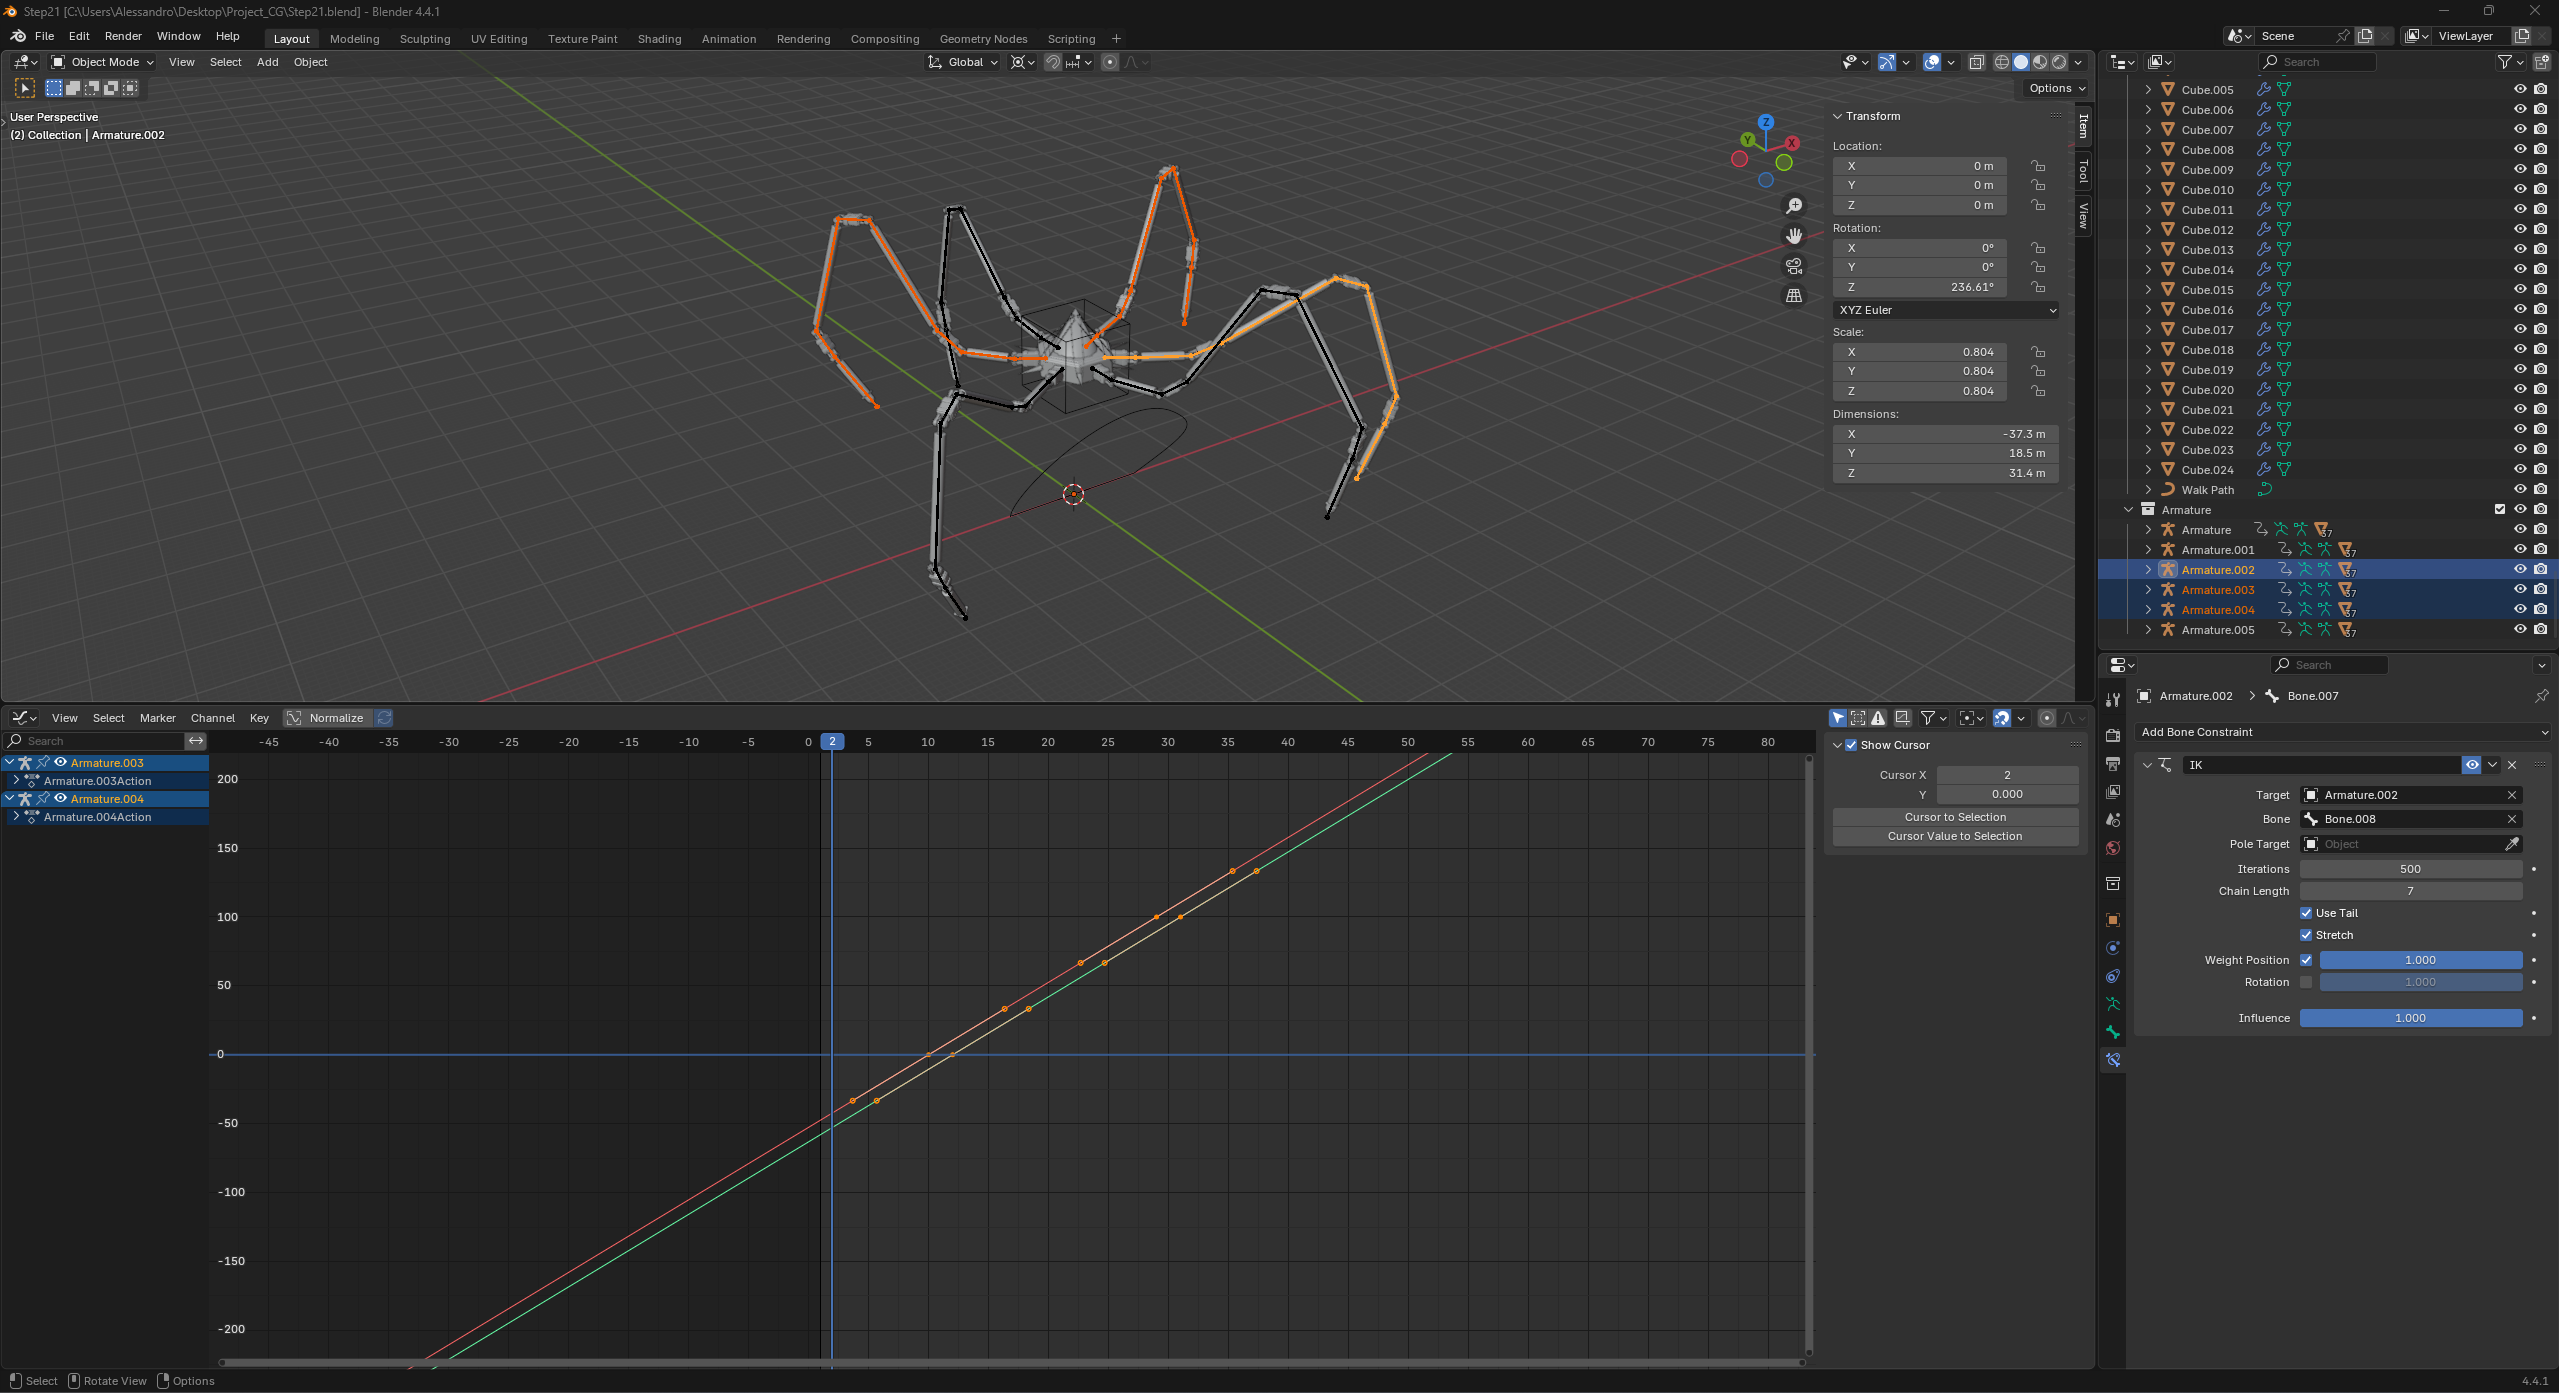 Step21 [C:\Users\Alessandro\Desktop\Project_CG\Step21.blend] - Blender 4.4.1
File Edit Render Window Help
Layout Modeling Sculpting UV Editing Texture Paint Shading Animation Rendering Compositing Geometry Nodes Scripting +
Scene
ViewLayer
Object Mode View Select Add Object
Global
Options
User Perspective
(2) Collection | Armature.002
Z
Y
X
Item
Tool
View
Transform
Location:
X 0 m
Y 0 m
Z 0 m
Rotation:
X 0°
Y 0°
Z 236.61°
XYZ Euler
Scale:
X 0.804
Y 0.804
Z 0.804
Dimensions:
X -37.3 m
Y 18.5 m
Z 31.4 m
Search
Cube.005
Cube.006
Cube.007
Cube.008
Cube.009
Cube.010
Cube.011
Cube.012
Cube.013
Cube.014
Cube.015
Cube.016
Cube.017
Cube.018
Cube.019
Cube.020
Cube.021
Cube.022
Cube.023
Cube.024
Walk Path
Armature
Armature 37
Armature.001 37
Armature.002 37
Armature.003 37
Armature.004 37
Armature.005 37
View Select Marker Channel Key Normalize
Search
-45 -40 -35 -30 -25 -20 -15 -10 -5 0 2 5 10 15 20 25 30 35 40 45 50 55 60 65 70 75 80
Armature.003
Armature.003Action
Armature.004
Armature.004Action
200
150
100
50
0
-50
-100
-150
-200
Show Cursor
Cursor X 2
Y 0.000
Cursor to Selection
Cursor Value to Selection
Search
Armature.002 > Bone.007
Add Bone Constraint
IK
Target Armature.002
Bone Bone.008
Pole Target Object
Iterations 500
Chain Length 7
Use Tail
Stretch
Weight Position 1.000
Rotation 1.000
Influence 1.000
Select Rotate View Options
4.4.1